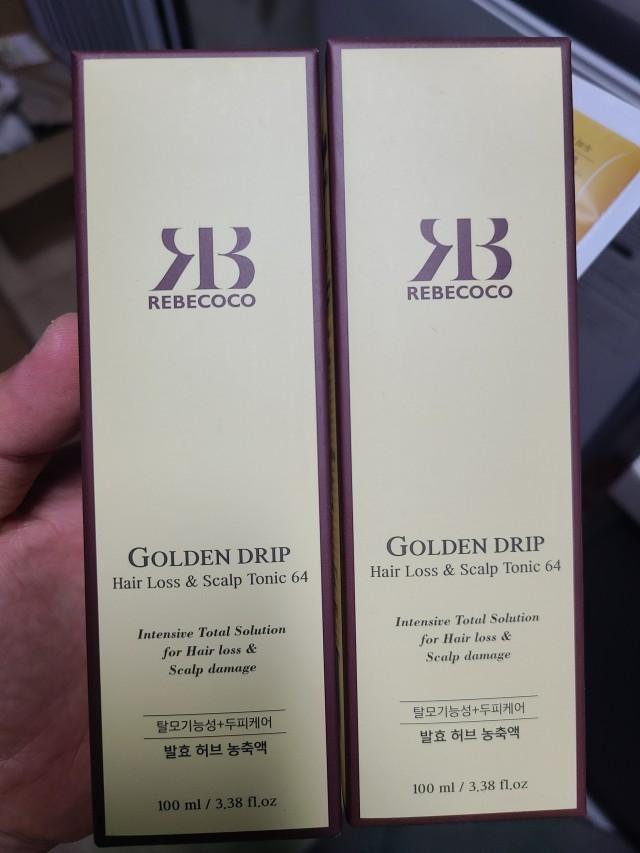 RB
REBECOCO
GOLDEN DRIP
Hair Loss & Scalp Tonic 64
Intensive Total Solution
for Hair loss &
Scalp damage
탈모기능성+두피케어
발효 허브 농축액
100 ml / 3.38 fl.oz
RB
REBECOCO
GOLDEN DRIP
Hair Loss & Scalp Tonic 64
Intensive Total Solution
for Hair loss &
Scalp damage
탈모기능성+두피케어
발효 허브 농축액
100 ml / 3.38 fl.oz